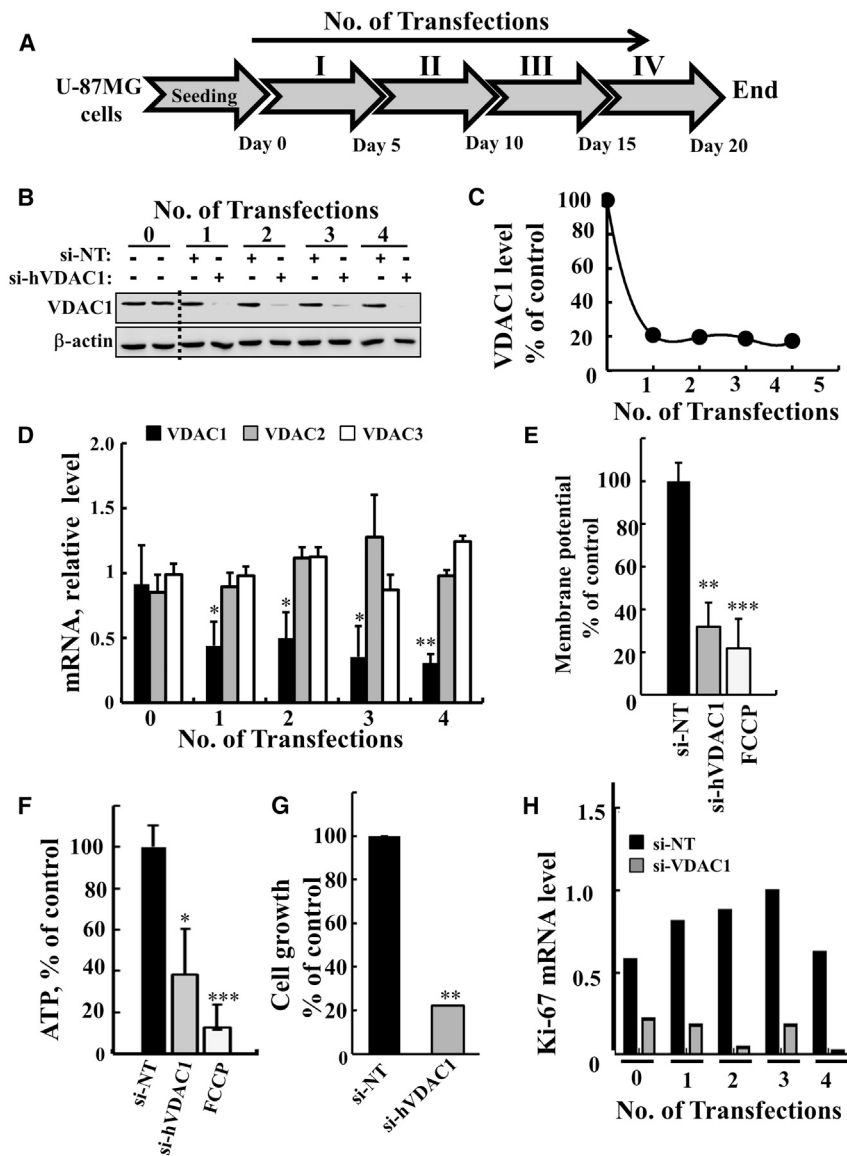 A
No. of Transfections
I II III IV
U-87MG cells
Seeding
End
Day 0 Day 5 Day 10 Day 15 Day 20
B
No. of Transfections
0 1 2 3 4
si-NT: - - + - + - + - + -
si-hVDAC1: - - - + - + - + - +
VDAC1
β-actin
C
VDAC1 level
% of control
100
80
60
40
20
0
1 2 3 4 5
No. of Transfections
D
VDAC1 VDAC2 VDAC3
mRNA, relative level
2.0
1.5
1
0.5
0
* * * **
0 1 2 3 4
No. of Transfections
E
Membrane potential
% of control
100
80
60
40
20
0
** ***
si-NT
si-hVDAC1
FCCP
F
ATP, % of control
100
80
60
40
20
0
* ***
si-NT
si-hVDAC1
FCCP
G
Cell growth
% of control
100
80
60
40
20
0
**
si-NT
si-hVDAC1
H
Ki-67 mRNA level
1.5
1.0
0.5
0
si-NT
si-VDAC1
0 1 2 3 4
No. of Transfections